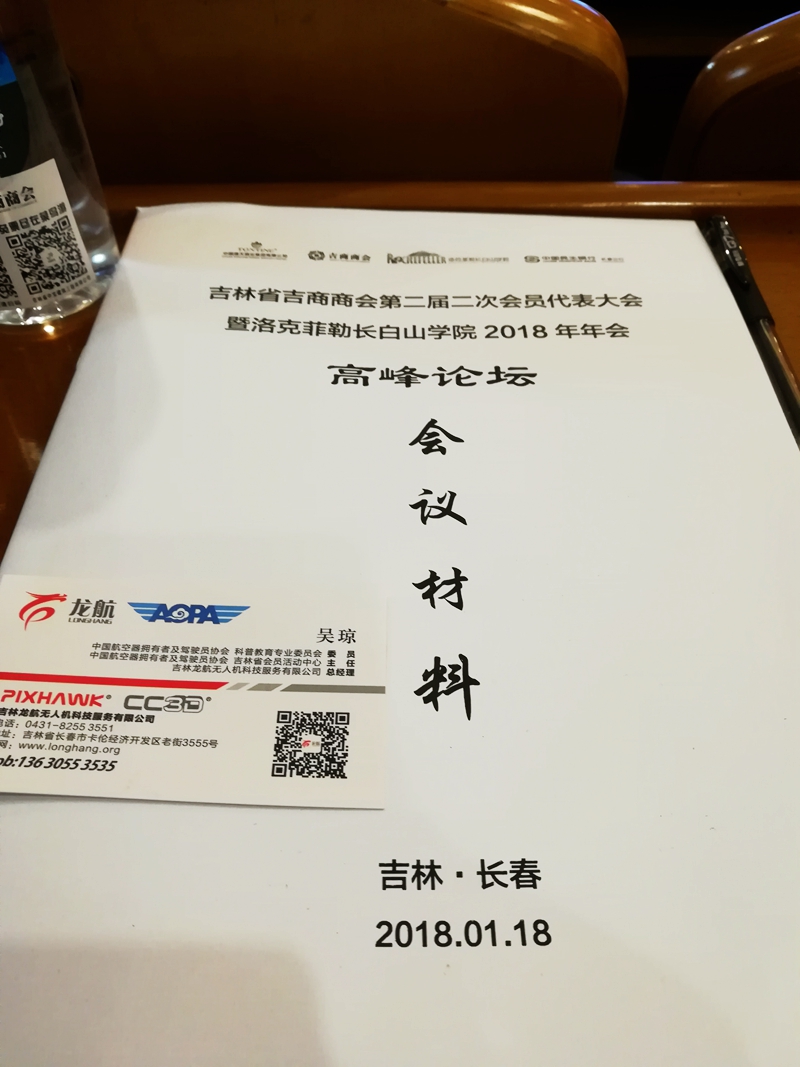 吉商商会
吉林省吉商商会第二届二次会员代表大会
暨洛克菲勒长白山学院 2018 年年会
高峰论坛
会
议
材
料
吉林·长春
2018.01.18
龙航
LONGHANG
AOPA
吴琼
中国航空器拥有者及驾驶员协会 科普教育专业委员会 委 员
中国航空器拥有者及驾驶员协会 吉林省会员活动中心 主 任
吉林龙航无人机科技服务有限公司 总经理
PIXHAWK® CC3D®
吉林龙航无人机科技服务有限公司
电话：0431-8255 3551
址：吉林省长春市卡伦经济开发区老街3555号
网：www.longhang.org
ob:136 3055 3535
商会